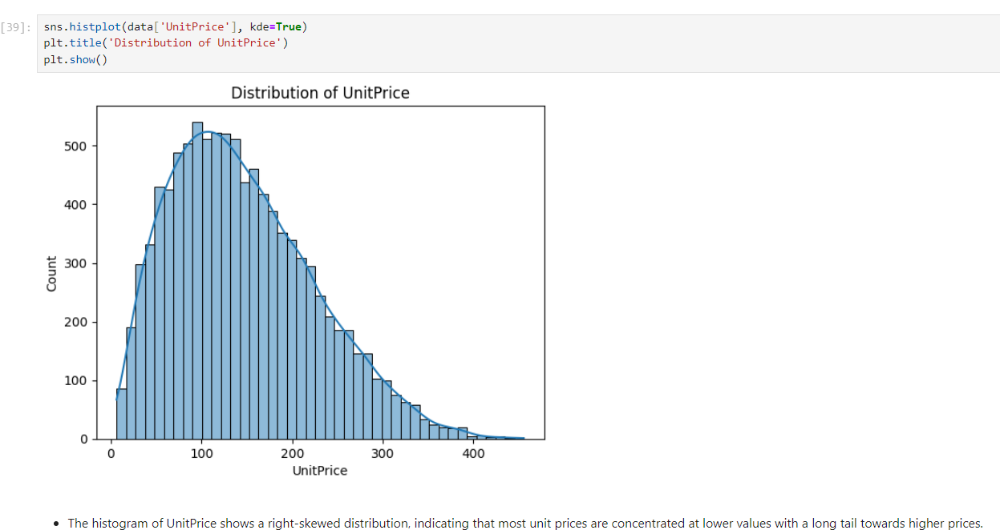 [39]: sns.histplot(data['UnitPrice'], kde=True)
plt.title('Distribution of UnitPrice')
plt.show()
Distribution of UnitPrice
500
400
300
200
100
0
Count
0 100 200 300 400
UnitPrice
• The histogram of UnitPrice shows a right-skewed distribution, indicating that most unit prices are concentrated at lower values with a long tail towards higher prices.